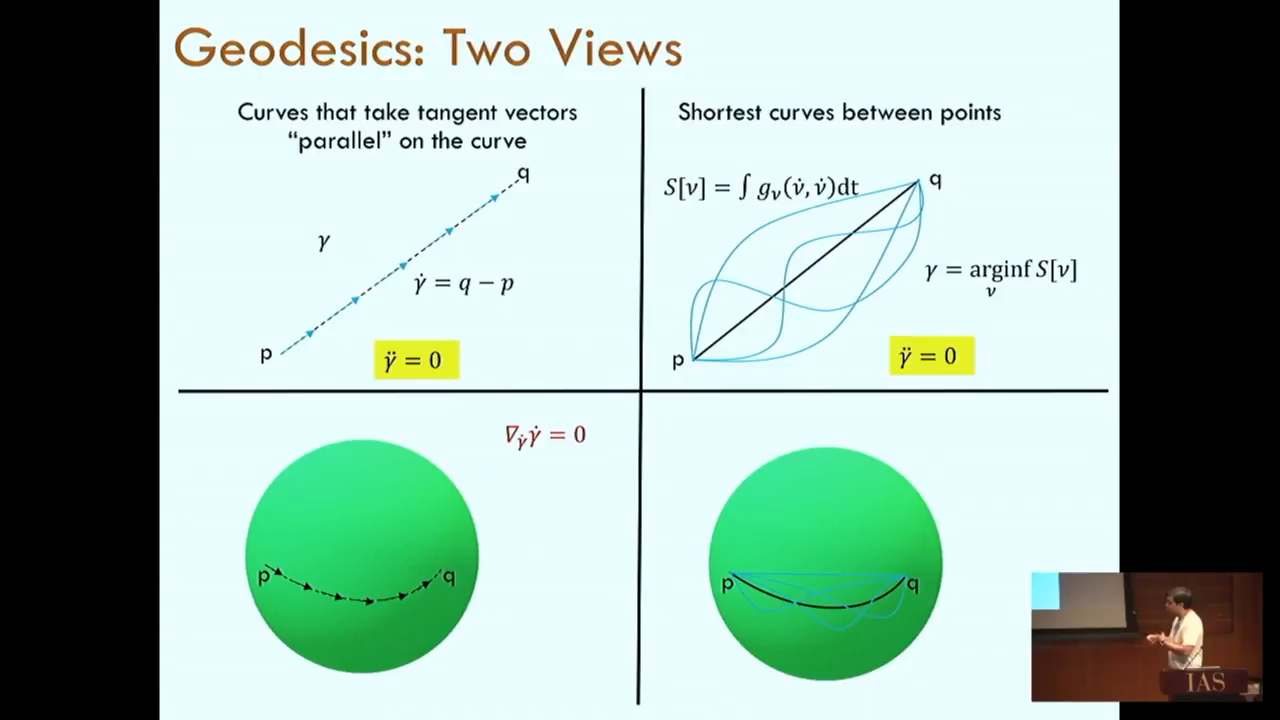 Geodesics: Two Views
Curves that take tangent vectors
“parallel” on the curve
q
γ
γ̇ = q − p
p
γ̈ = 0
Shortest curves between points
S[ν] = ∫ g_ν(ν̇, ν̇)dt
q
γ = arginf S[ν]
ν
p
γ̈ = 0
∇_γ̇ γ̇ = 0
p
q
p
q
IAS